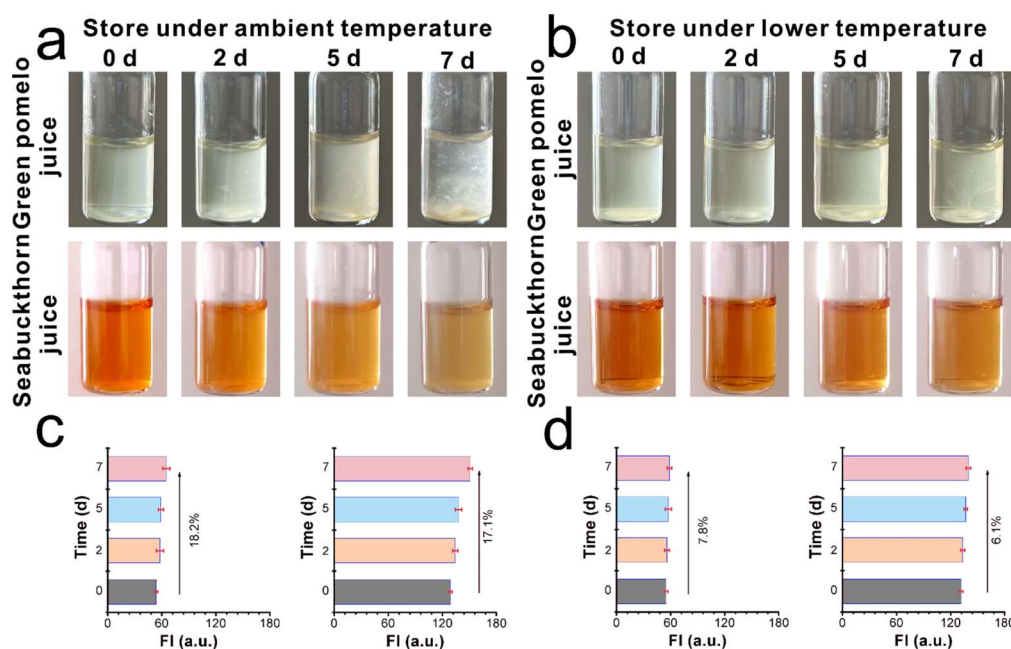 a
Store under ambient temperature
0 d 2 d 5 d 7 d
Green pomelo
juice
Seabuckthorn
juice
b
Store under lower temperature
0 d 2 d 5 d 7 d
Green pomelo
juice
Seabuckthorn
juice
c
Time (d)
7
5
2
0
18.2%
0 60 120 180
FI (a.u.)
Time (d)
7
5
2
0
17.1%
0 60 120 180
FI (a.u.)
d
Time (d)
7
5
2
0
7.8%
0 60 120 180
FI (a.u.)
Time (d)
7
5
2
0
6.1%
0 60 120 180
FI (a.u.)